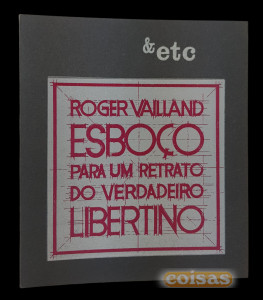 & etc
ROGER VAILLAND
ESBOÇO
PARA UM RETRATO
DO VERDADEIRO
LIBERTINO
coisas